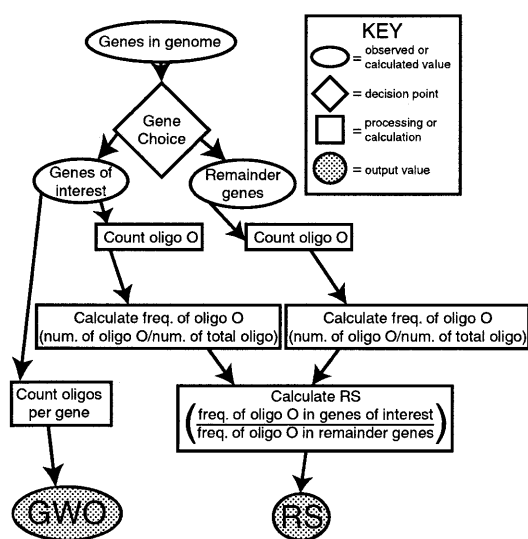 Genes in genome
Gene
Choice
Genes of
interest
Remainder
genes
Count oligo O
Count oligo O
Calculate freq. of oligo O
(num. of oligo O/num. of total oligo)
Calculate freq. of oligo O
(num. of oligo O/num. of total oligo)
Count oligos
per gene
Calculate RS
(freq. of oligo O in genes of interest
freq. of oligo O in remainder genes)
GWO
RS
KEY
= observed or
calculated value
= decision point
= processing or
calculation
= output value